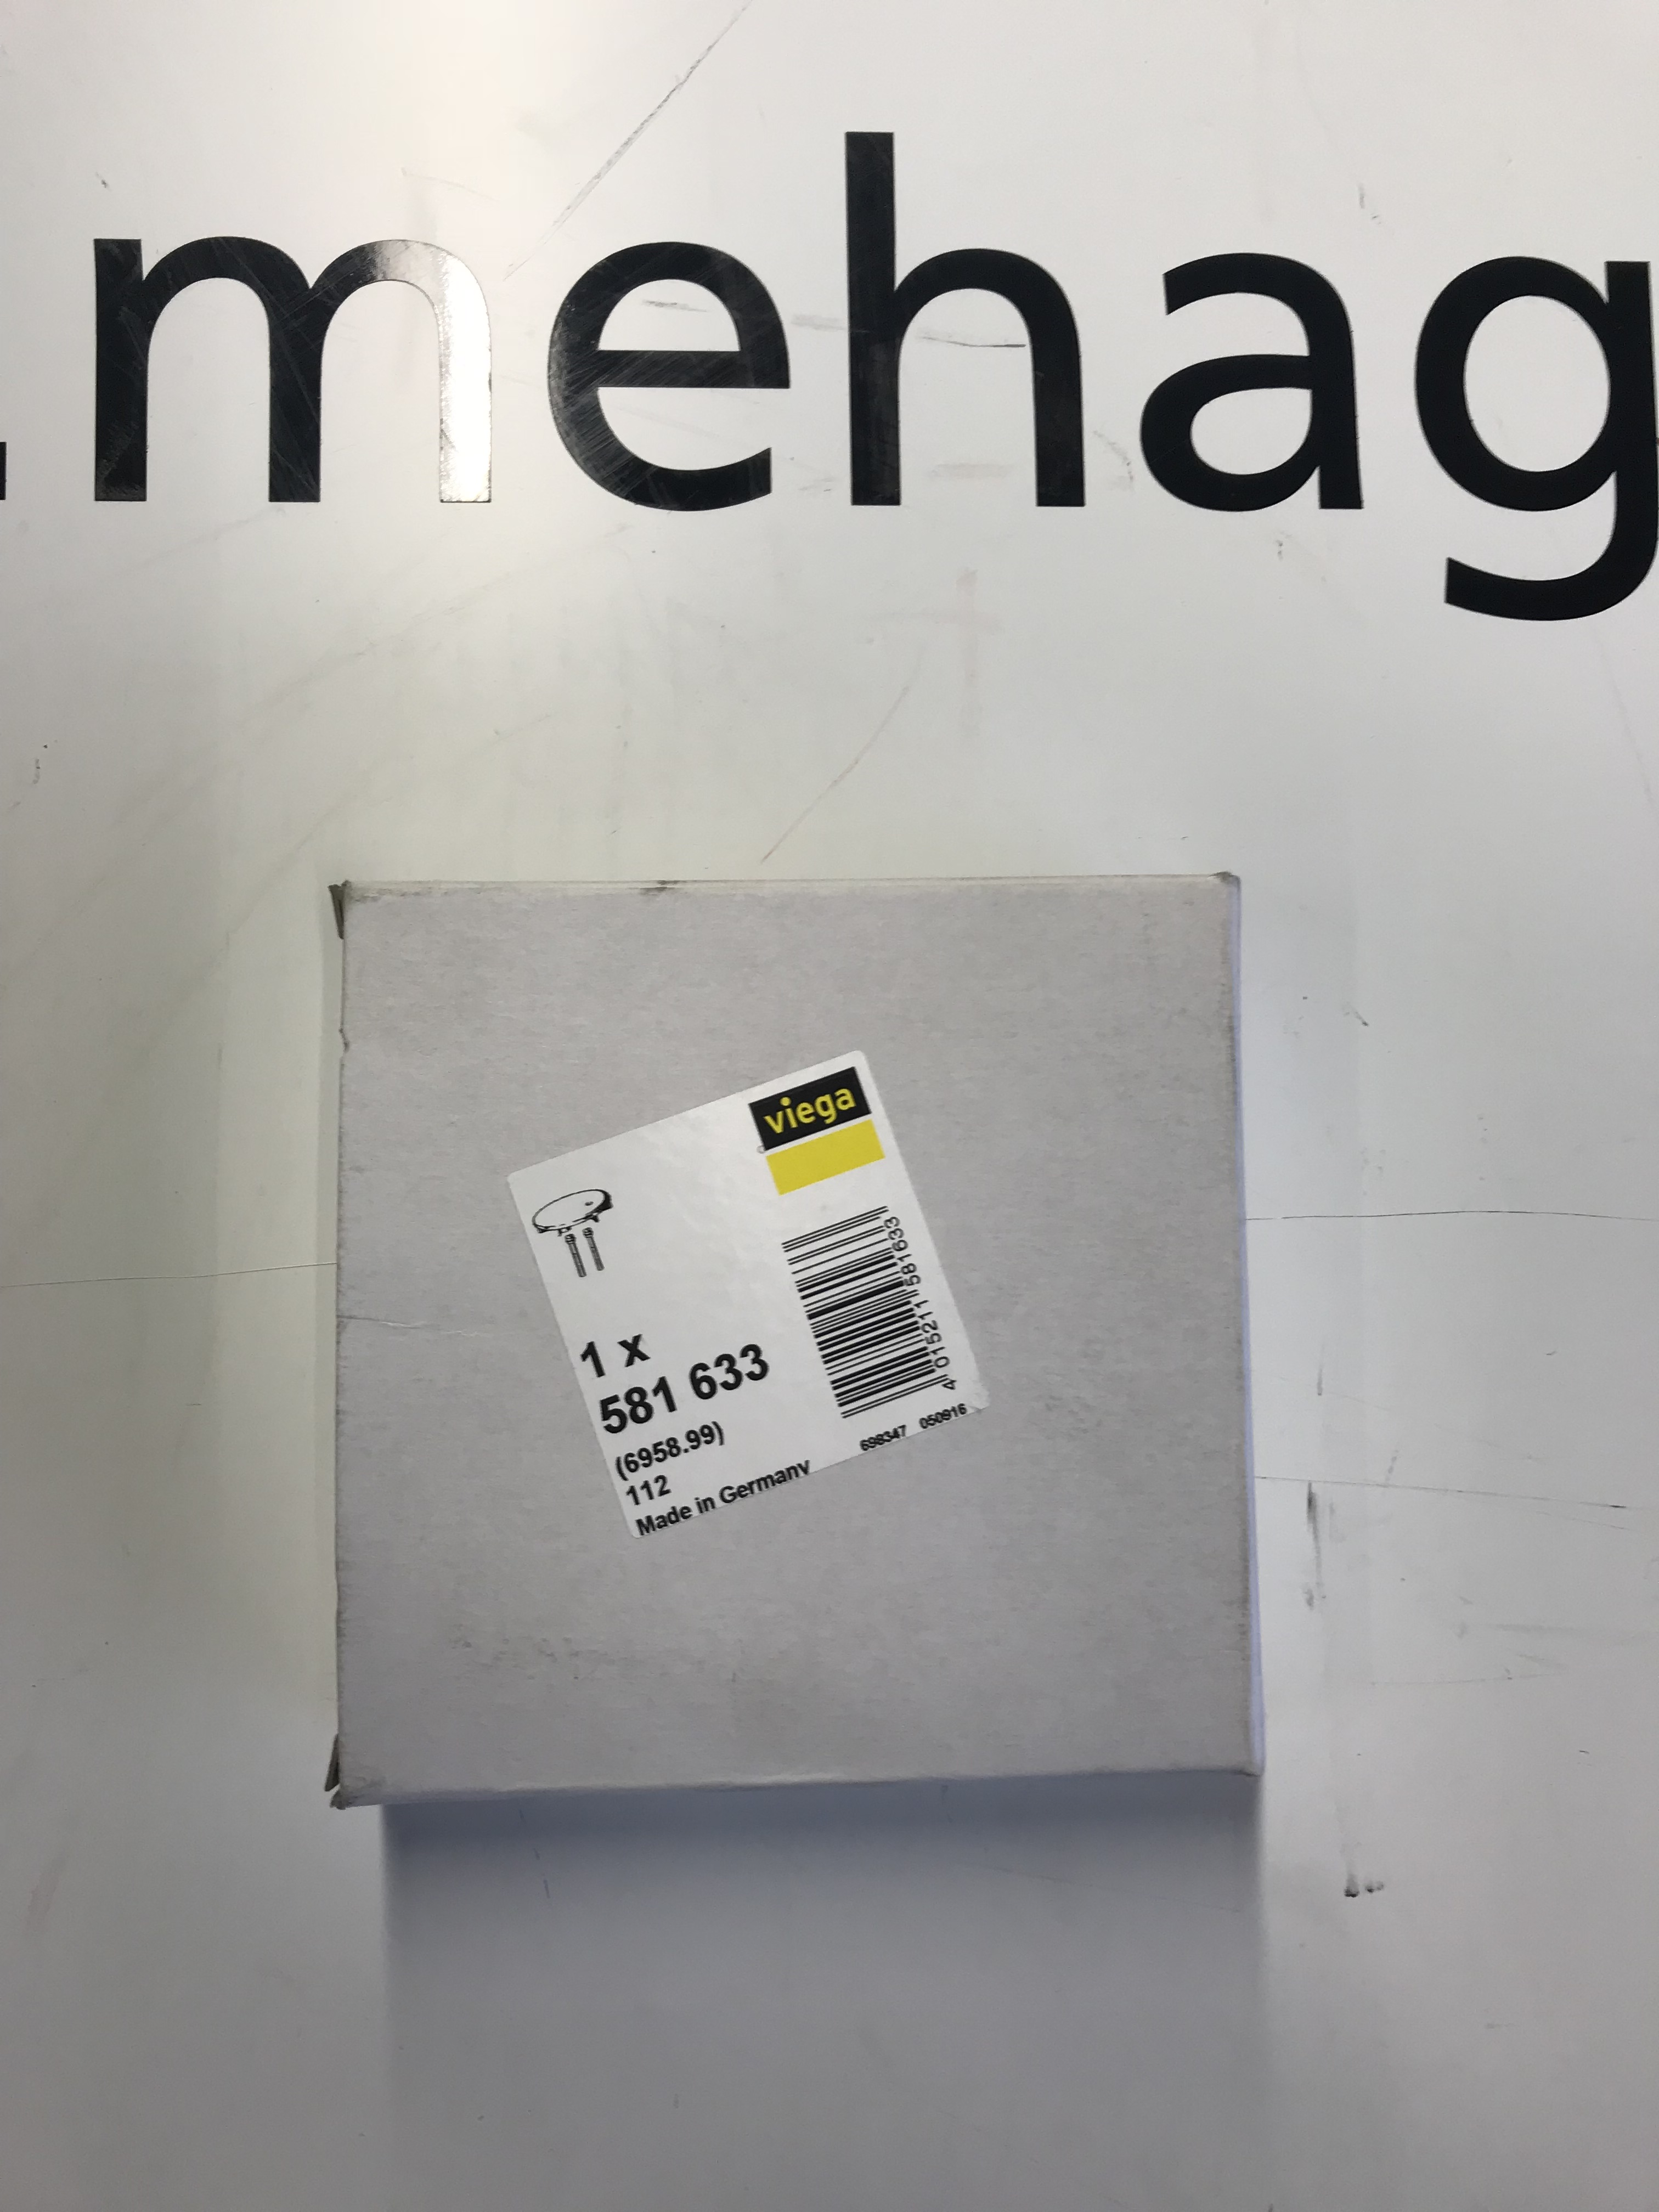 .mehag
viega
1 x
581 633
(6958.99)
112
Made in Germany
4 015211 581633
698347 050916